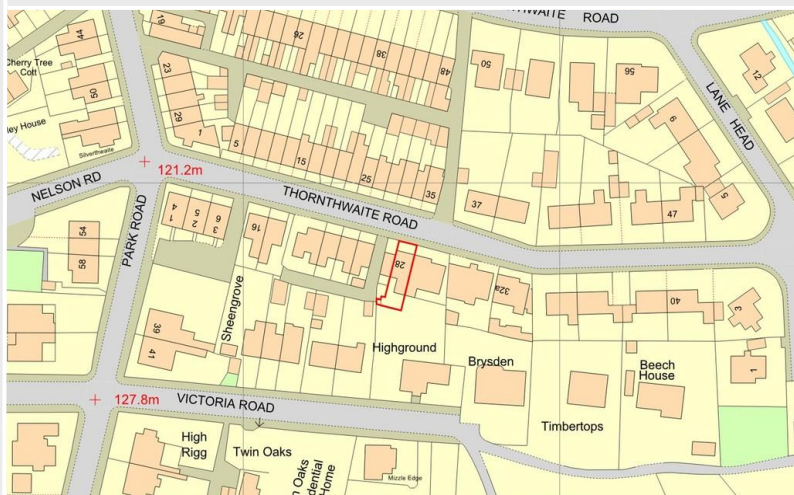 THWAITE ROAD
19
26
38
48
44
Cherry Tree
Cott
50
23
29
1
5
15
25
35
50
56
12
LANE HEAD
6
5
ley House
Silverthwaite
121.2m
NELSON RD
PARK ROAD
THORNTHWAITE ROAD
37
47
4
1
5
2
6
3
16
54
58
Sheengrove
28
32a
40
3
39
41
Highground
Brysden
Beech
House
1
127.8m
VICTORIA ROAD
Timbertops
High
Rigg
Twin Oaks
n Oaks
dential
Home
Mizzle Edge